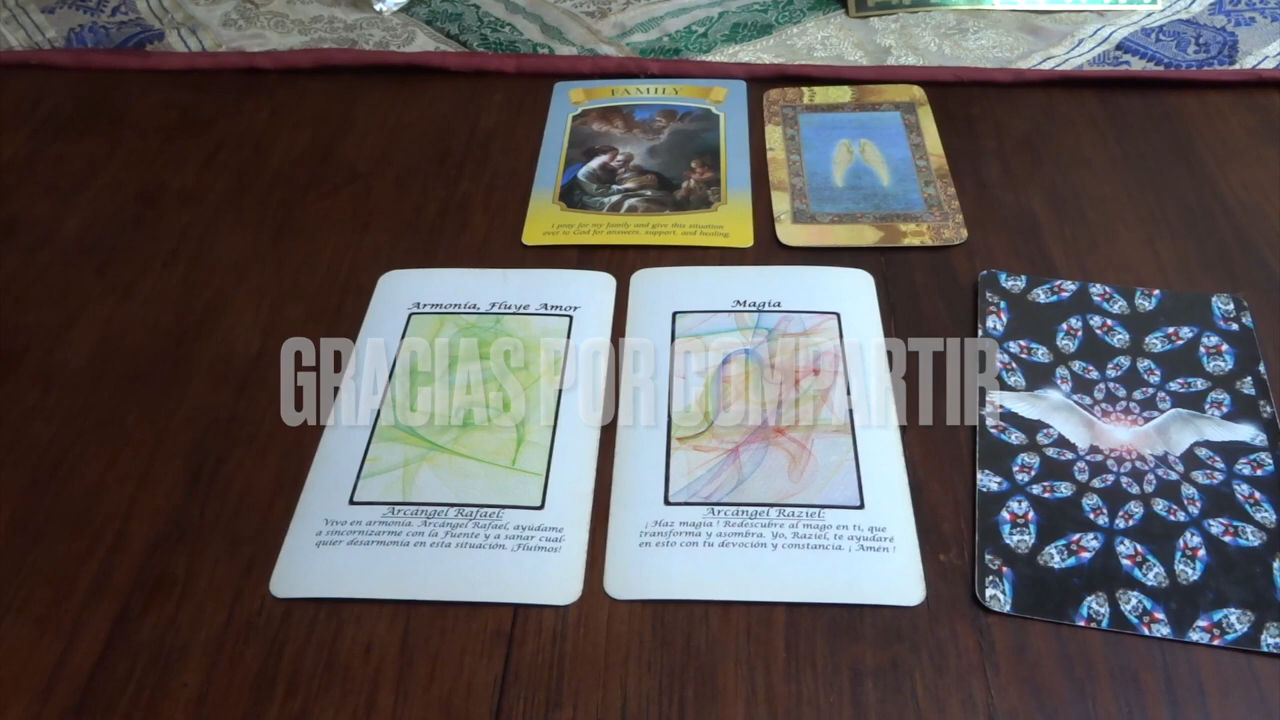 FAMILY
I pray for my family and give this situation
over to God for answers, support, and healing.
Armonía, Fluye Amor
Magia
GRACIAS POR COMPARTIR
Arcángel Rafael:
Vivo en armonía. Arcángel Rafael, ayúdame
a sincornizarme con la Fuente y a sanar cual-
quier desarmonia en esta situación. ¡Fluimos!
Arcángel Raziel:
¡ Haz magia ! Redescubre al mago en ti, que
transforma y asombra. Yo, Raziel, te ayudaré
en esto con tu devoción y constancia. ¡ Amén !